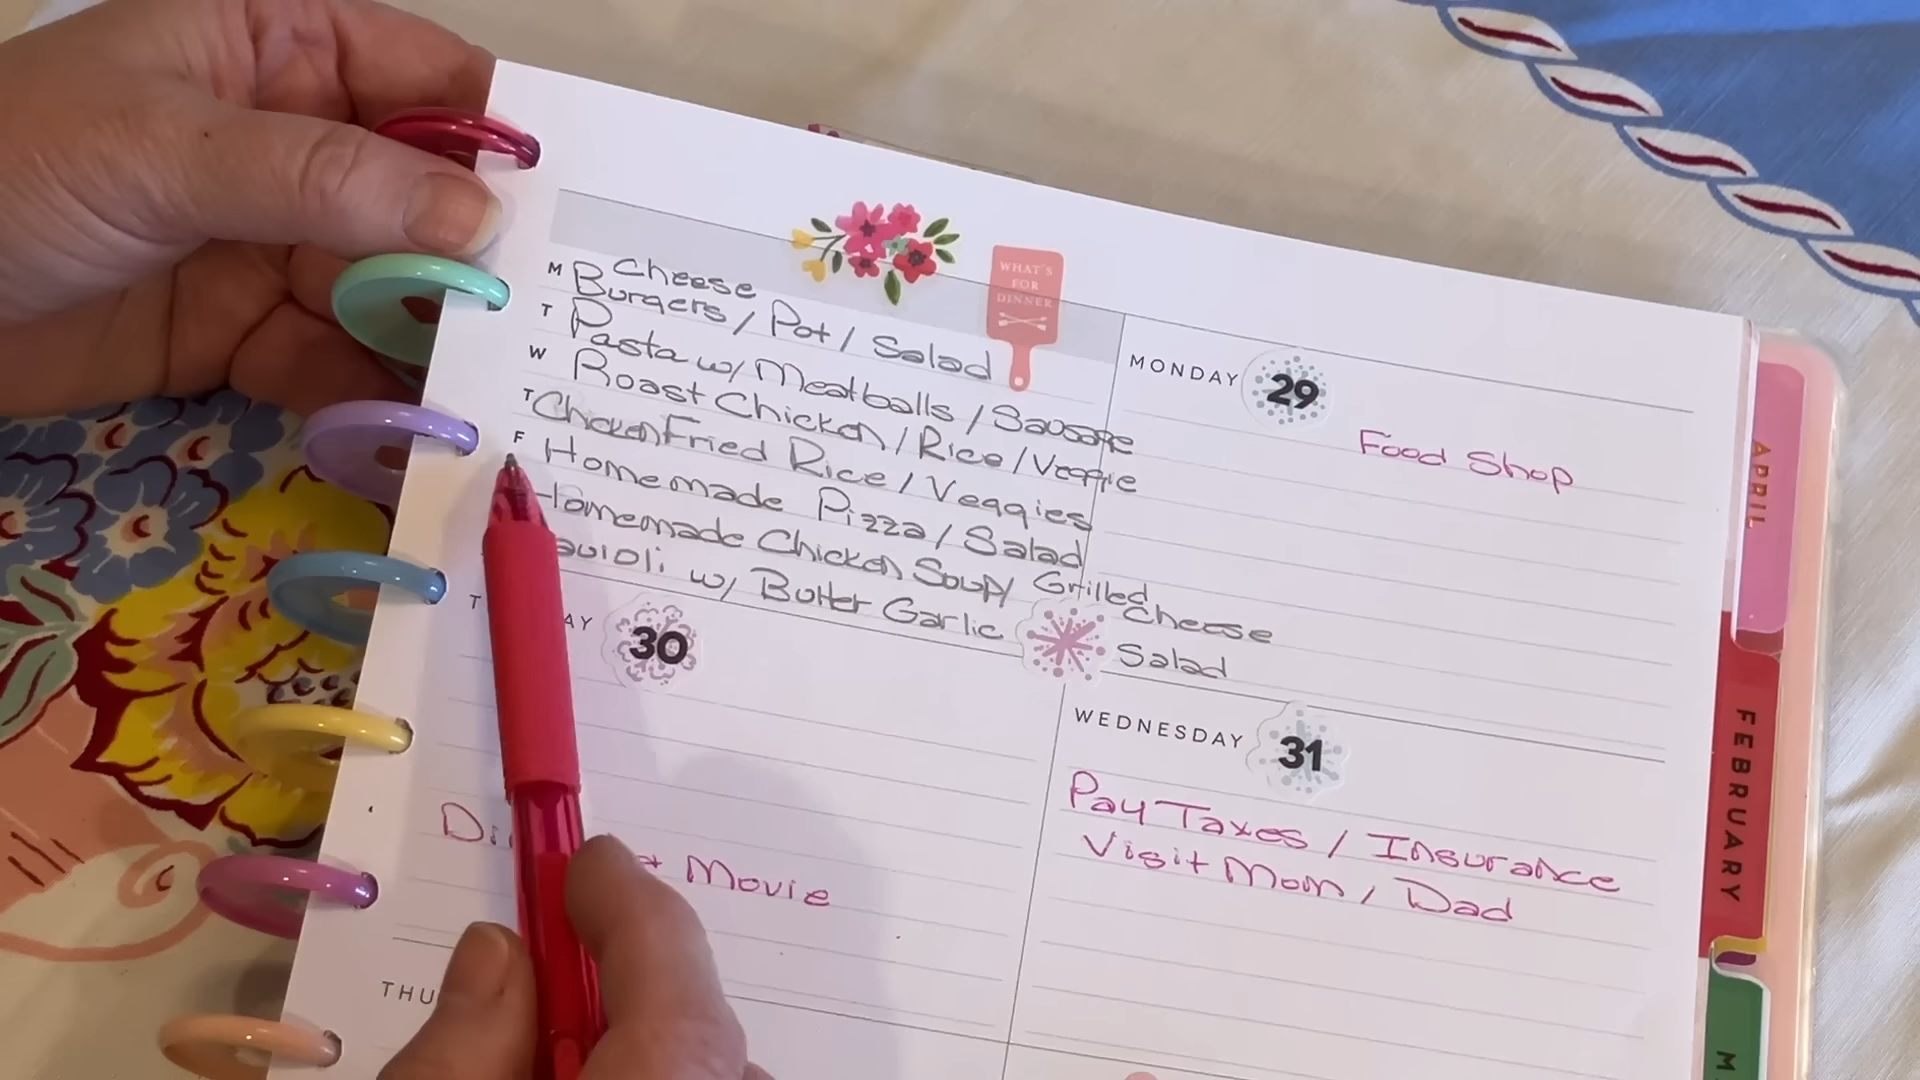 WHAT'S
FOR
DINNER
M Cheese
Burgers / Pot / Salad
T Pasta w/ Meatballs / Sausage
W Roast Chicken / Rice / Veggie
T Chicken Fried Rice / Veggies
F Homemade Pizza / Salad
Homemade Chicken Soup / Grilled Cheese
w/ Butter Garlic Salad
MONDAY 29
Food Shop
30
Movie
WEDNESDAY 31
Pay Taxes / Insurance
Visit Mom / Dad
THU
APRIL
FEBRUARY
M